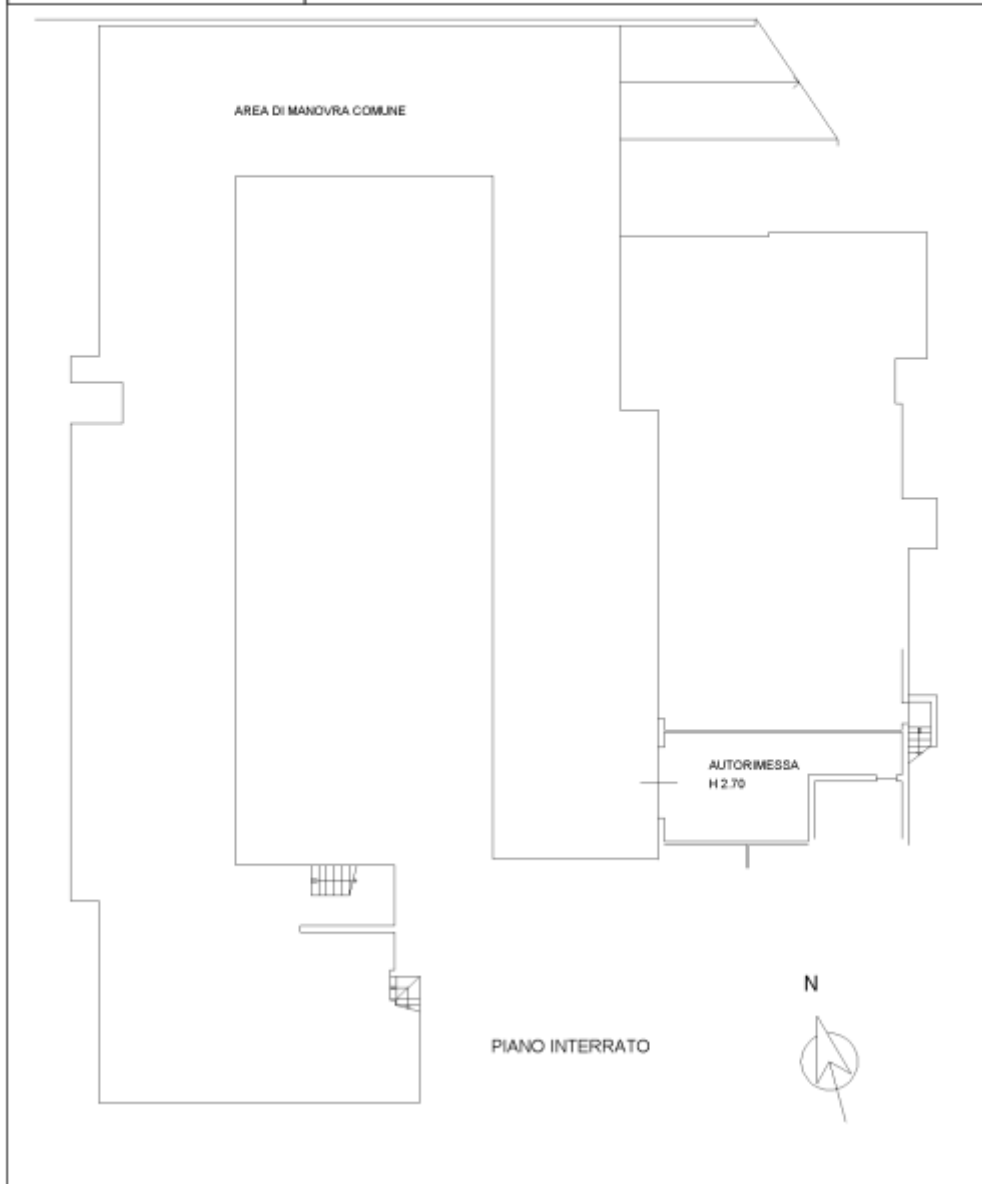 AREA DI MANOVRA COMUNE
AUTORIMESSA
H 2.70
N
PIANO INTERRATO